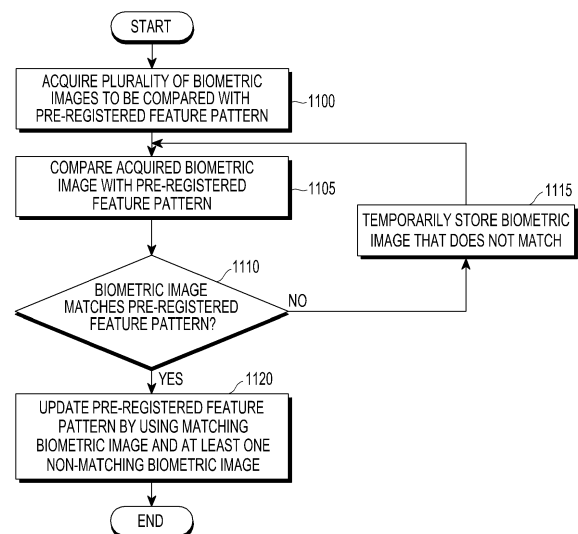 START
ACQUIRE PLURALITY OF BIOMETRIC
IMAGES TO BE COMPARED WITH
PRE-REGISTERED FEATURE PATTERN
1100
COMPARE ACQUIRED BIOMETRIC
IMAGE WITH PRE-REGISTERED
FEATURE PATTERN
1105
1115
TEMPORARILY STORE BIOMETRIC
IMAGE THAT DOES NOT MATCH
1110
BIOMETRIC IMAGE
MATCHES PRE-REGISTERED
FEATURE PATTERN?
NO
YES
1120
UPDATE PRE-REGISTERED FEATURE
PATTERN BY USING MATCHING
BIOMETRIC IMAGE AND AT LEAST ONE
NON-MATCHING BIOMETRIC IMAGE
END